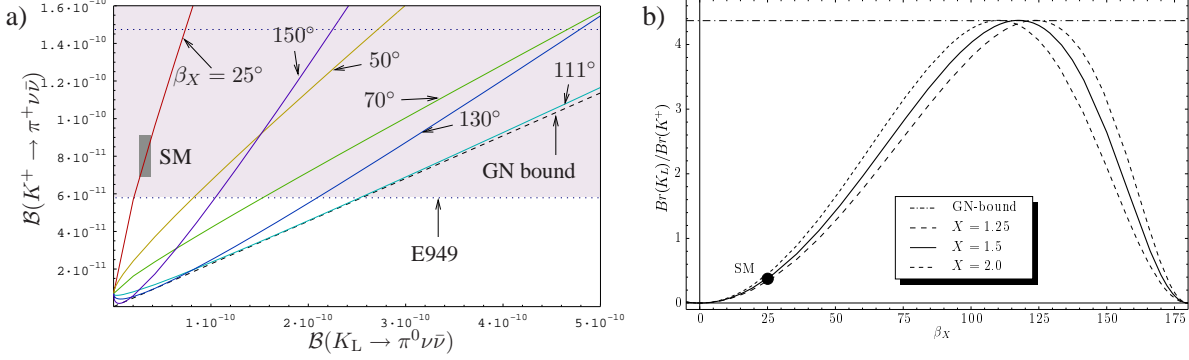 a)
1.6·10⁻¹⁰
1.4·10⁻¹⁰
1.2·10⁻¹⁰
1·10⁻¹⁰
8·10⁻¹¹
6·10⁻¹¹
4·10⁻¹¹
2·10⁻¹¹
B(K⁺ → π⁺νν̄)
β_X = 25°
150°
50°
70°
130°
111°
SM
GN bound
E949
1·10⁻¹⁰ 2·10⁻¹⁰ 3·10⁻¹⁰ 4·10⁻¹⁰ 5·10⁻¹⁰
B(K_L → π⁰νν̄)
b)
4
3
2
1
0
Br(K_L)/Br(K⁺)
SM
GN-bound
X = 1.25
X = 1.5
X = 2.0
0 25 50 75 100 125 150 175
β_X